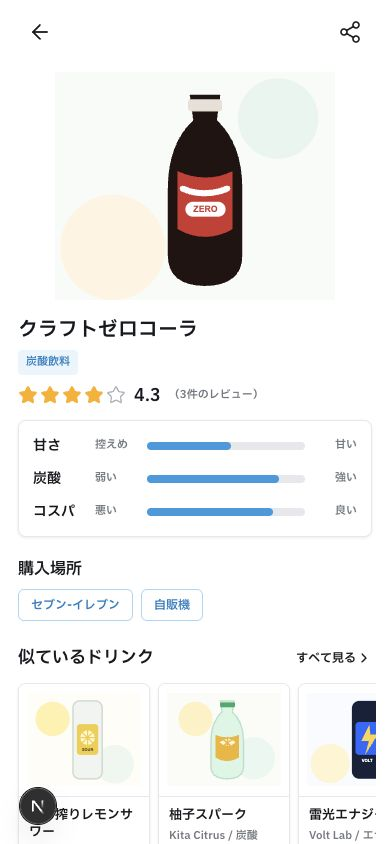 ZERO
クラフトゼロコーラ
炭酸飲料
4.3 （3件のレビュー）
甘さ 控えめ 甘い
炭酸 弱い 強い
コスパ 悪い 良い
購入場所
セブン-イレブン 自販機
似ているドリンク
すべて見る
SOUR
VOLT
N
搾りレモンサ
ワー
柚子スパーク
Kita Citrus / 炭酸
雷光エナジ
Volt Lab / エ